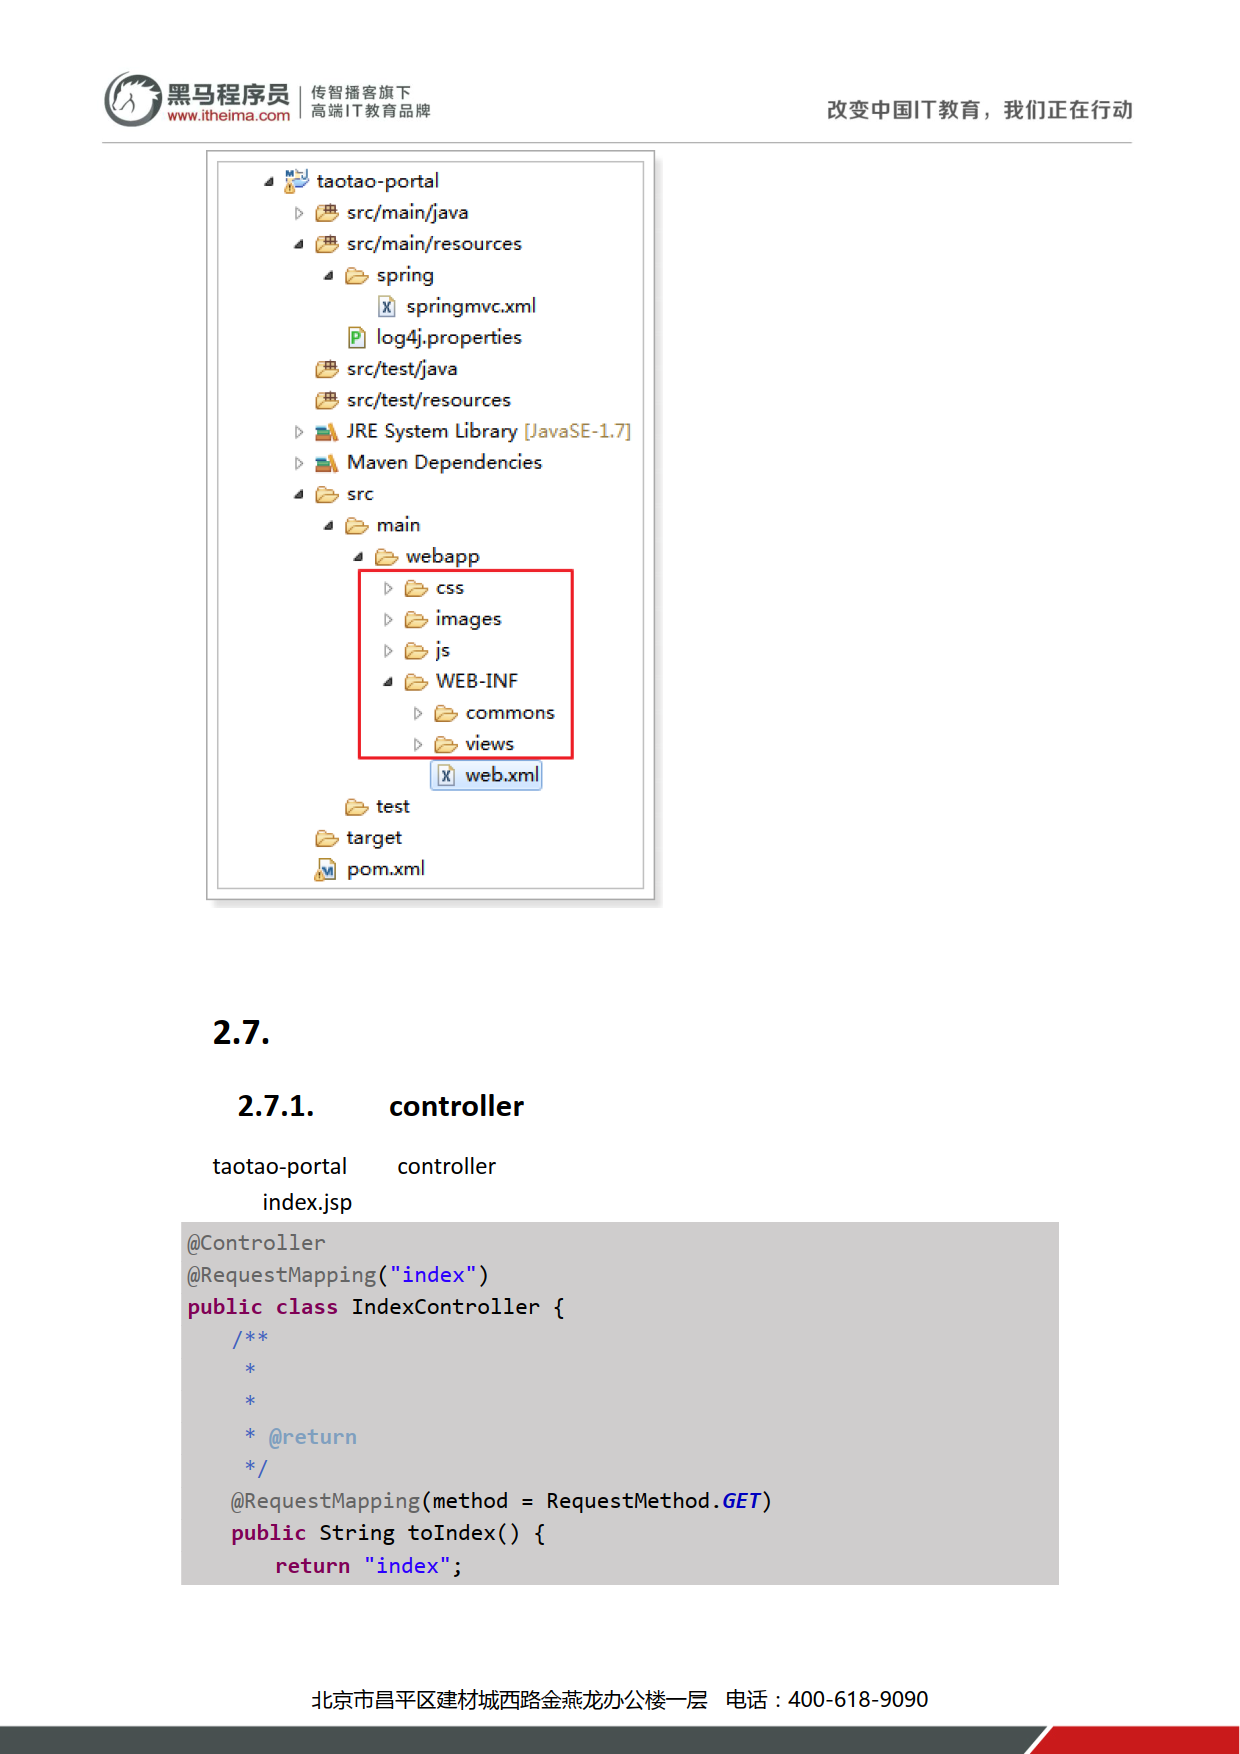 黑马程序员
www.itheima.com
传智播客旗下
高端IT教育品牌
改变中国IT教育，我们正在行动
taotao-portal
src/main/java
src/main/resources
spring
springmvc.xml
log4j.properties
src/test/java
src/test/resources
JRE System Library [JavaSE-1.7]
Maven Dependencies
src
main
webapp
css
images
js
WEB-INF
commons
views
web.xml
test
target
pom.xml
2.7.
2.7.1. controller
taotao-portal controller
index.jsp
@Controller
@RequestMapping("index")
public class IndexController {
/**
*
*
* @return
*/
@RequestMapping(method = RequestMethod.GET)
public String toIndex() {
return "index";
北京市昌平区建材城西路金燕龙办公楼一层 电话：400-618-9090